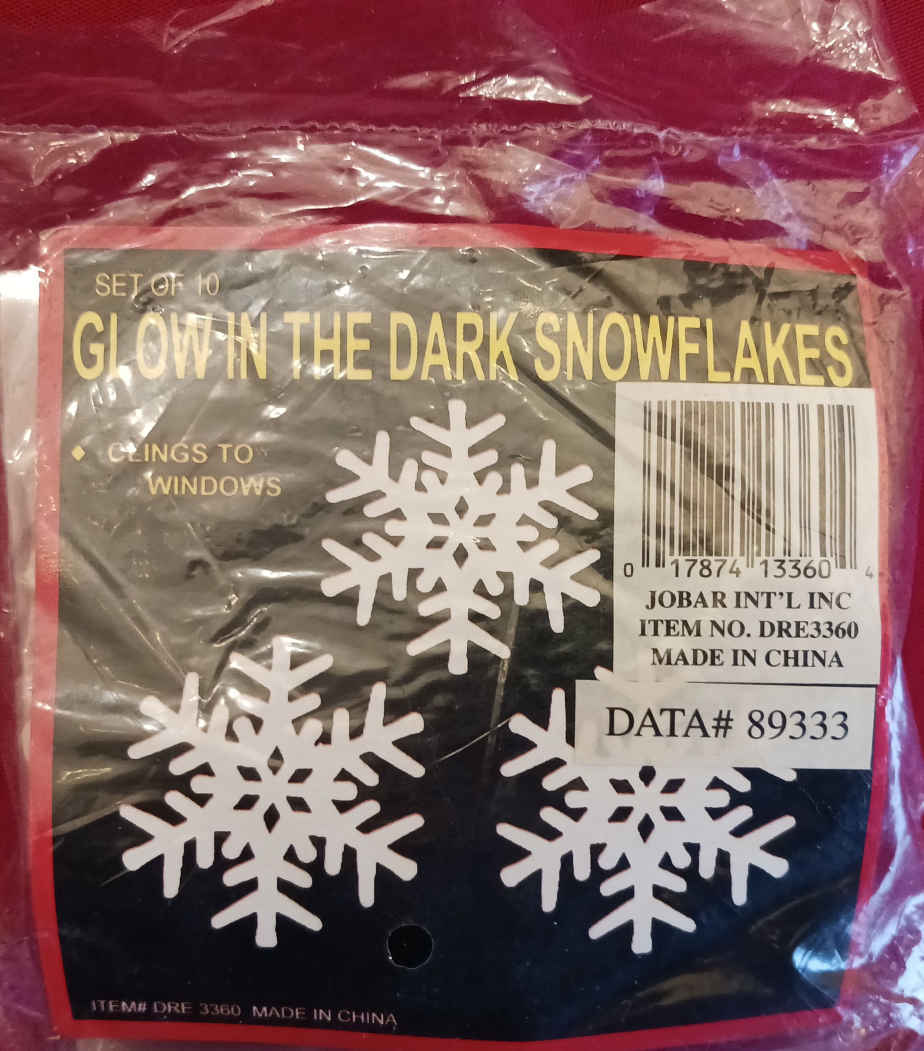 SET OF 10
GLOW IN THE DARK SNOWFLAKES
◆ CLINGS TO
WINDOWS
0 17874 13360 4
JOBAR INT'L INC
ITEM NO. DRE3360
MADE IN CHINA
DATA# 89333
ITEM# DRE 3360 MADE IN CHINA